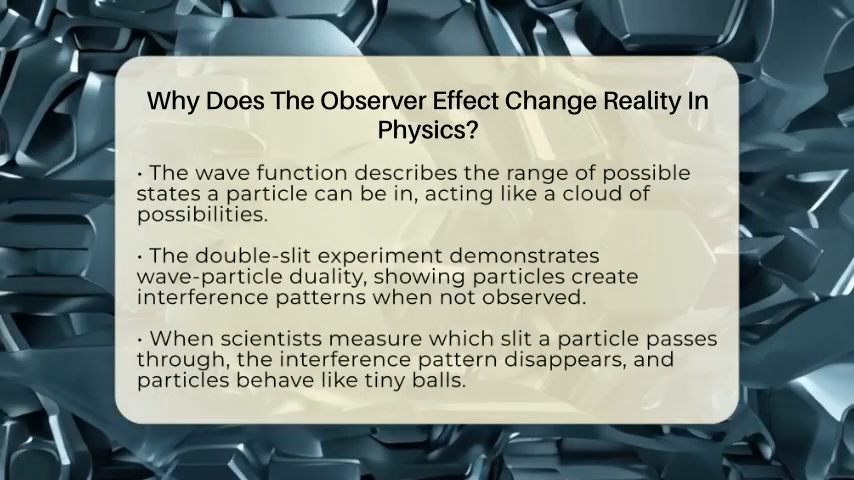 Why Does The Observer Effect Change Reality In
Physics?
• The wave function describes the range of possible
states a particle can be in, acting like a cloud of
possibilities.
• The double-slit experiment demonstrates
wave-particle duality, showing particles create
interference patterns when not observed.
• When scientists measure which slit a particle passes
through, the interference pattern disappears, and
particles behave like tiny balls.